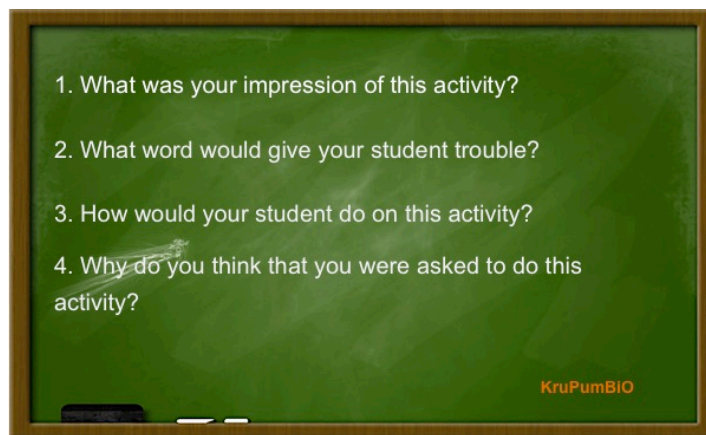 1. What was your impression of this activity?
2. What word would give your student trouble?
3. How would your student do on this activity?
4. Why do you think that you were asked to do this
activity?
KruPumBiO